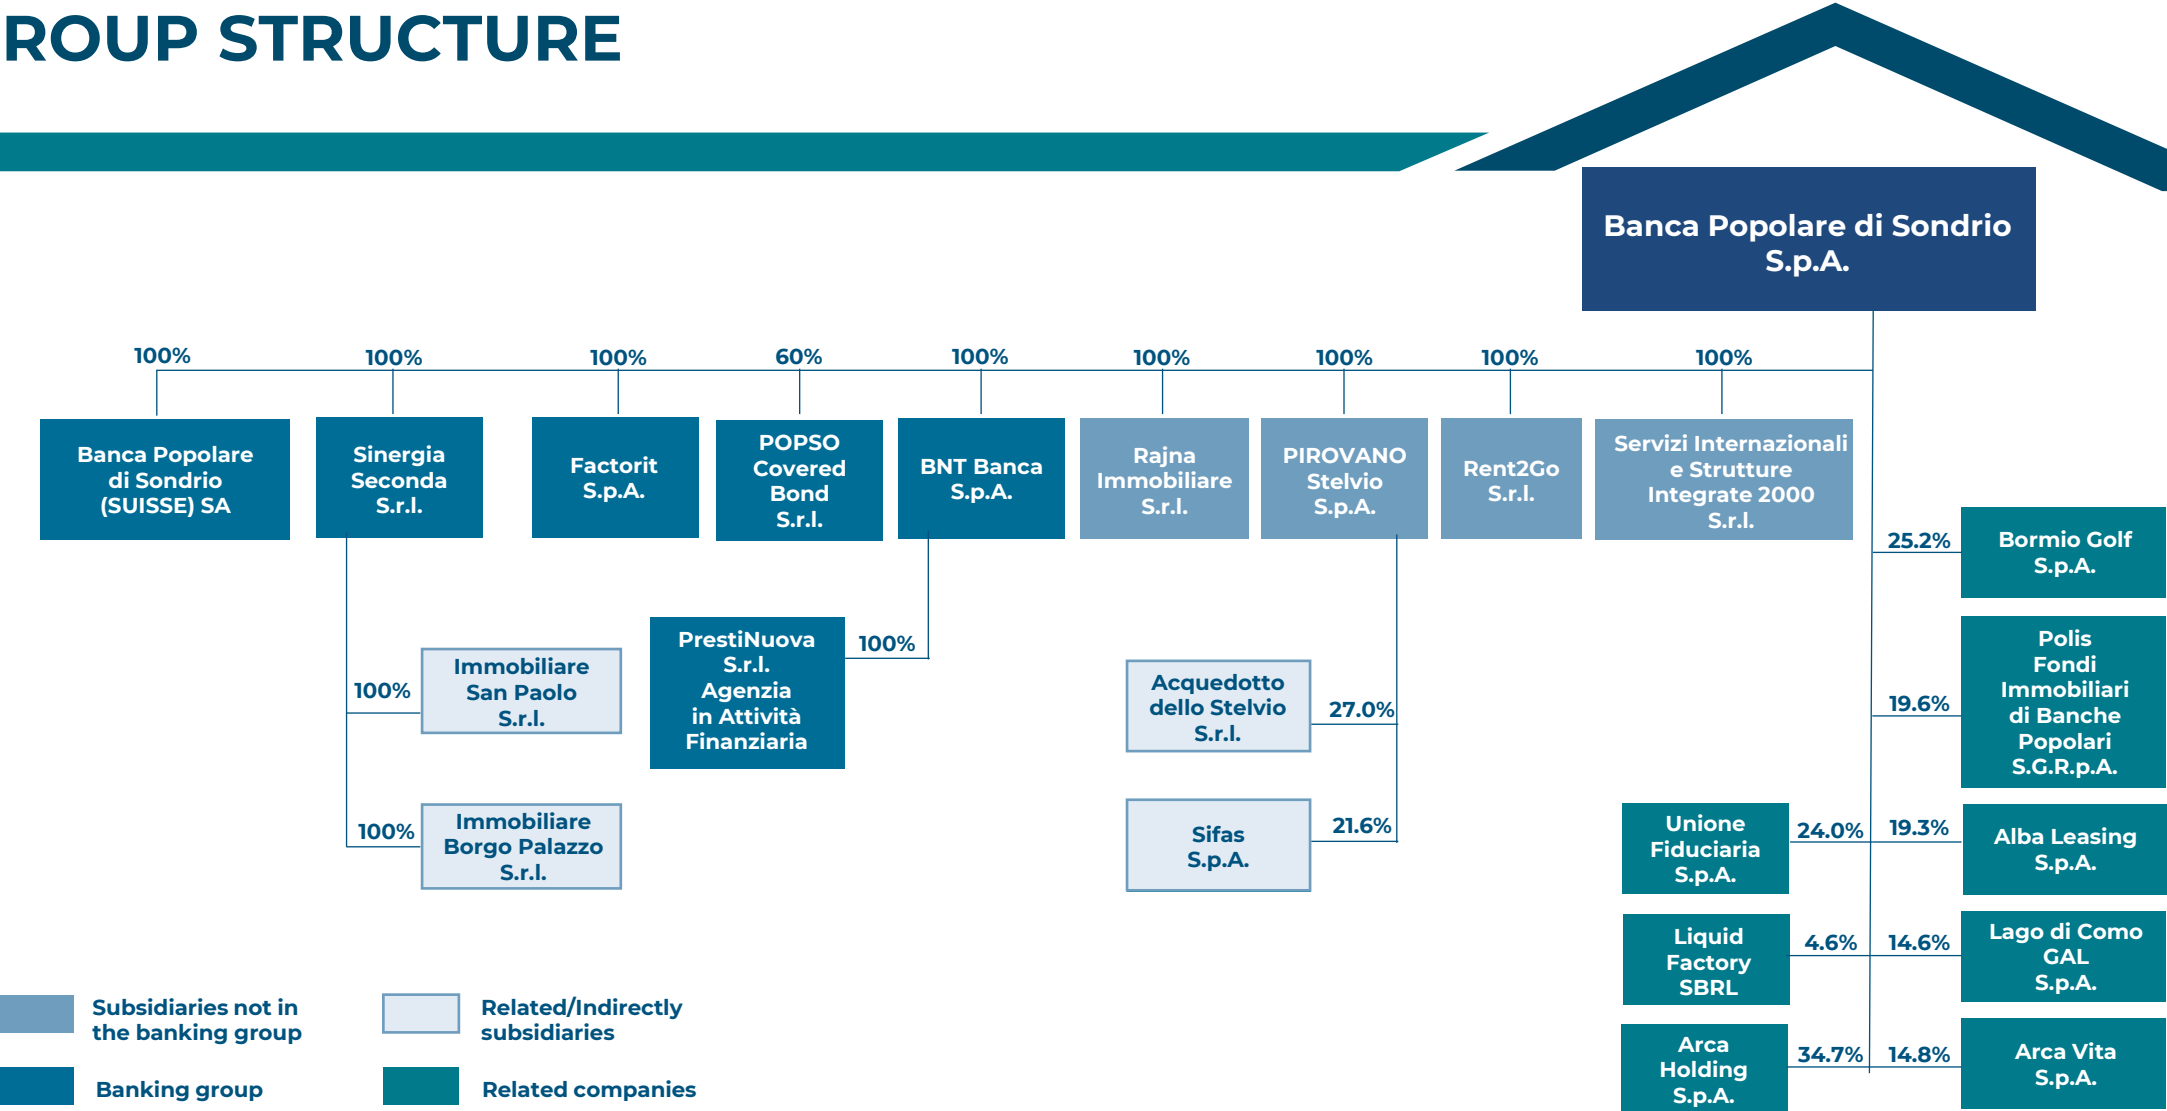 ROUP STRUCTURE
Banca Popolare di Sondrio
S.p.A.
100%
100%
100%
60%
100%
100%
100%
100%
100%
Banca Popolare
di Sondrio
(SUISSE) SA
Sinergia
Seconda
S.r.l.
Factorit
S.p.A.
POPSO
Covered
Bond
S.r.l.
BNT Banca
S.p.A.
Rajna
Immobiliare
S.r.l.
PIROVANO
Stelvio
S.p.A.
Rent2Go
S.r.l.
Servizi Internazionali
e Strutture
Integrate 2000
S.r.l.
25.2%
Bormio Golf
S.p.A.
100%
Immobiliare
San Paolo
S.r.l.
PrestiNuova
S.r.l.
Agenzia
in Attività
Finanziaria
100%
Acquedotto
dello Stelvio
S.r.l.
27.0%
19.6%
Polis
Fondi
Immobiliari
di Banche
Popolari
S.G.R.p.A.
100%
Immobiliare
Borgo Palazzo
S.r.l.
Sifas
S.p.A.
21.6%
Unione
Fiduciaria
S.p.A.
24.0%
19.3%
Alba Leasing
S.p.A.
Liquid
Factory
SBRL
4.6%
14.6%
Lago di Como
GAL
S.p.A.
Arca
Holding
S.p.A.
34.7%
14.8%
Arca Vita
S.p.A.
Subsidiaries not in
the banking group
Related/Indirectly
subsidiaries
Banking group
Related companies